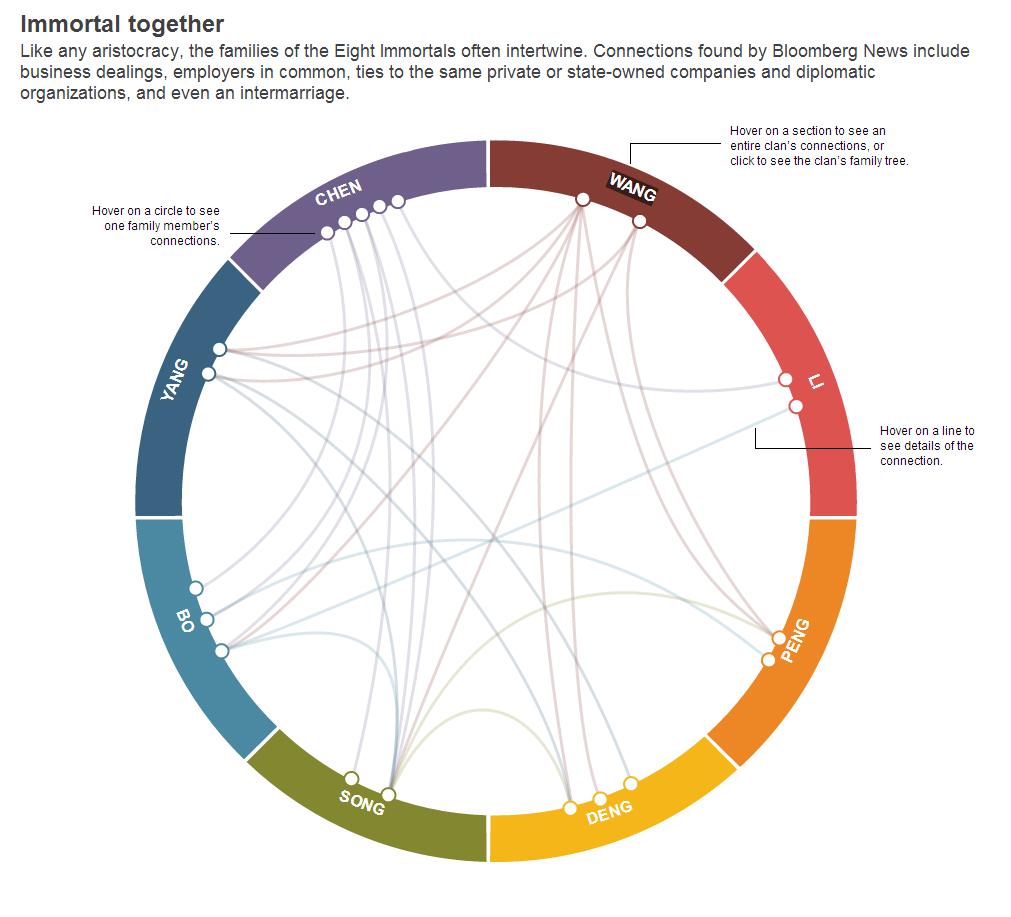 Immortal together
Like any aristocracy, the families of the Eight Immortals often intertwine. Connections found by Bloomberg News include
business dealings, employers in common, ties to the same private or state-owned companies and diplomatic
organizations, and even an intermarriage.
Hover on a section to see an
entire clan's connections, or
click to see the clan's family tree.
CHEN
WANG
Hover on a circle to see
one family member's
connections.
YANG
LI
Hover on a line to
see details of the
connection.
BO
PENG
SONG
DENG